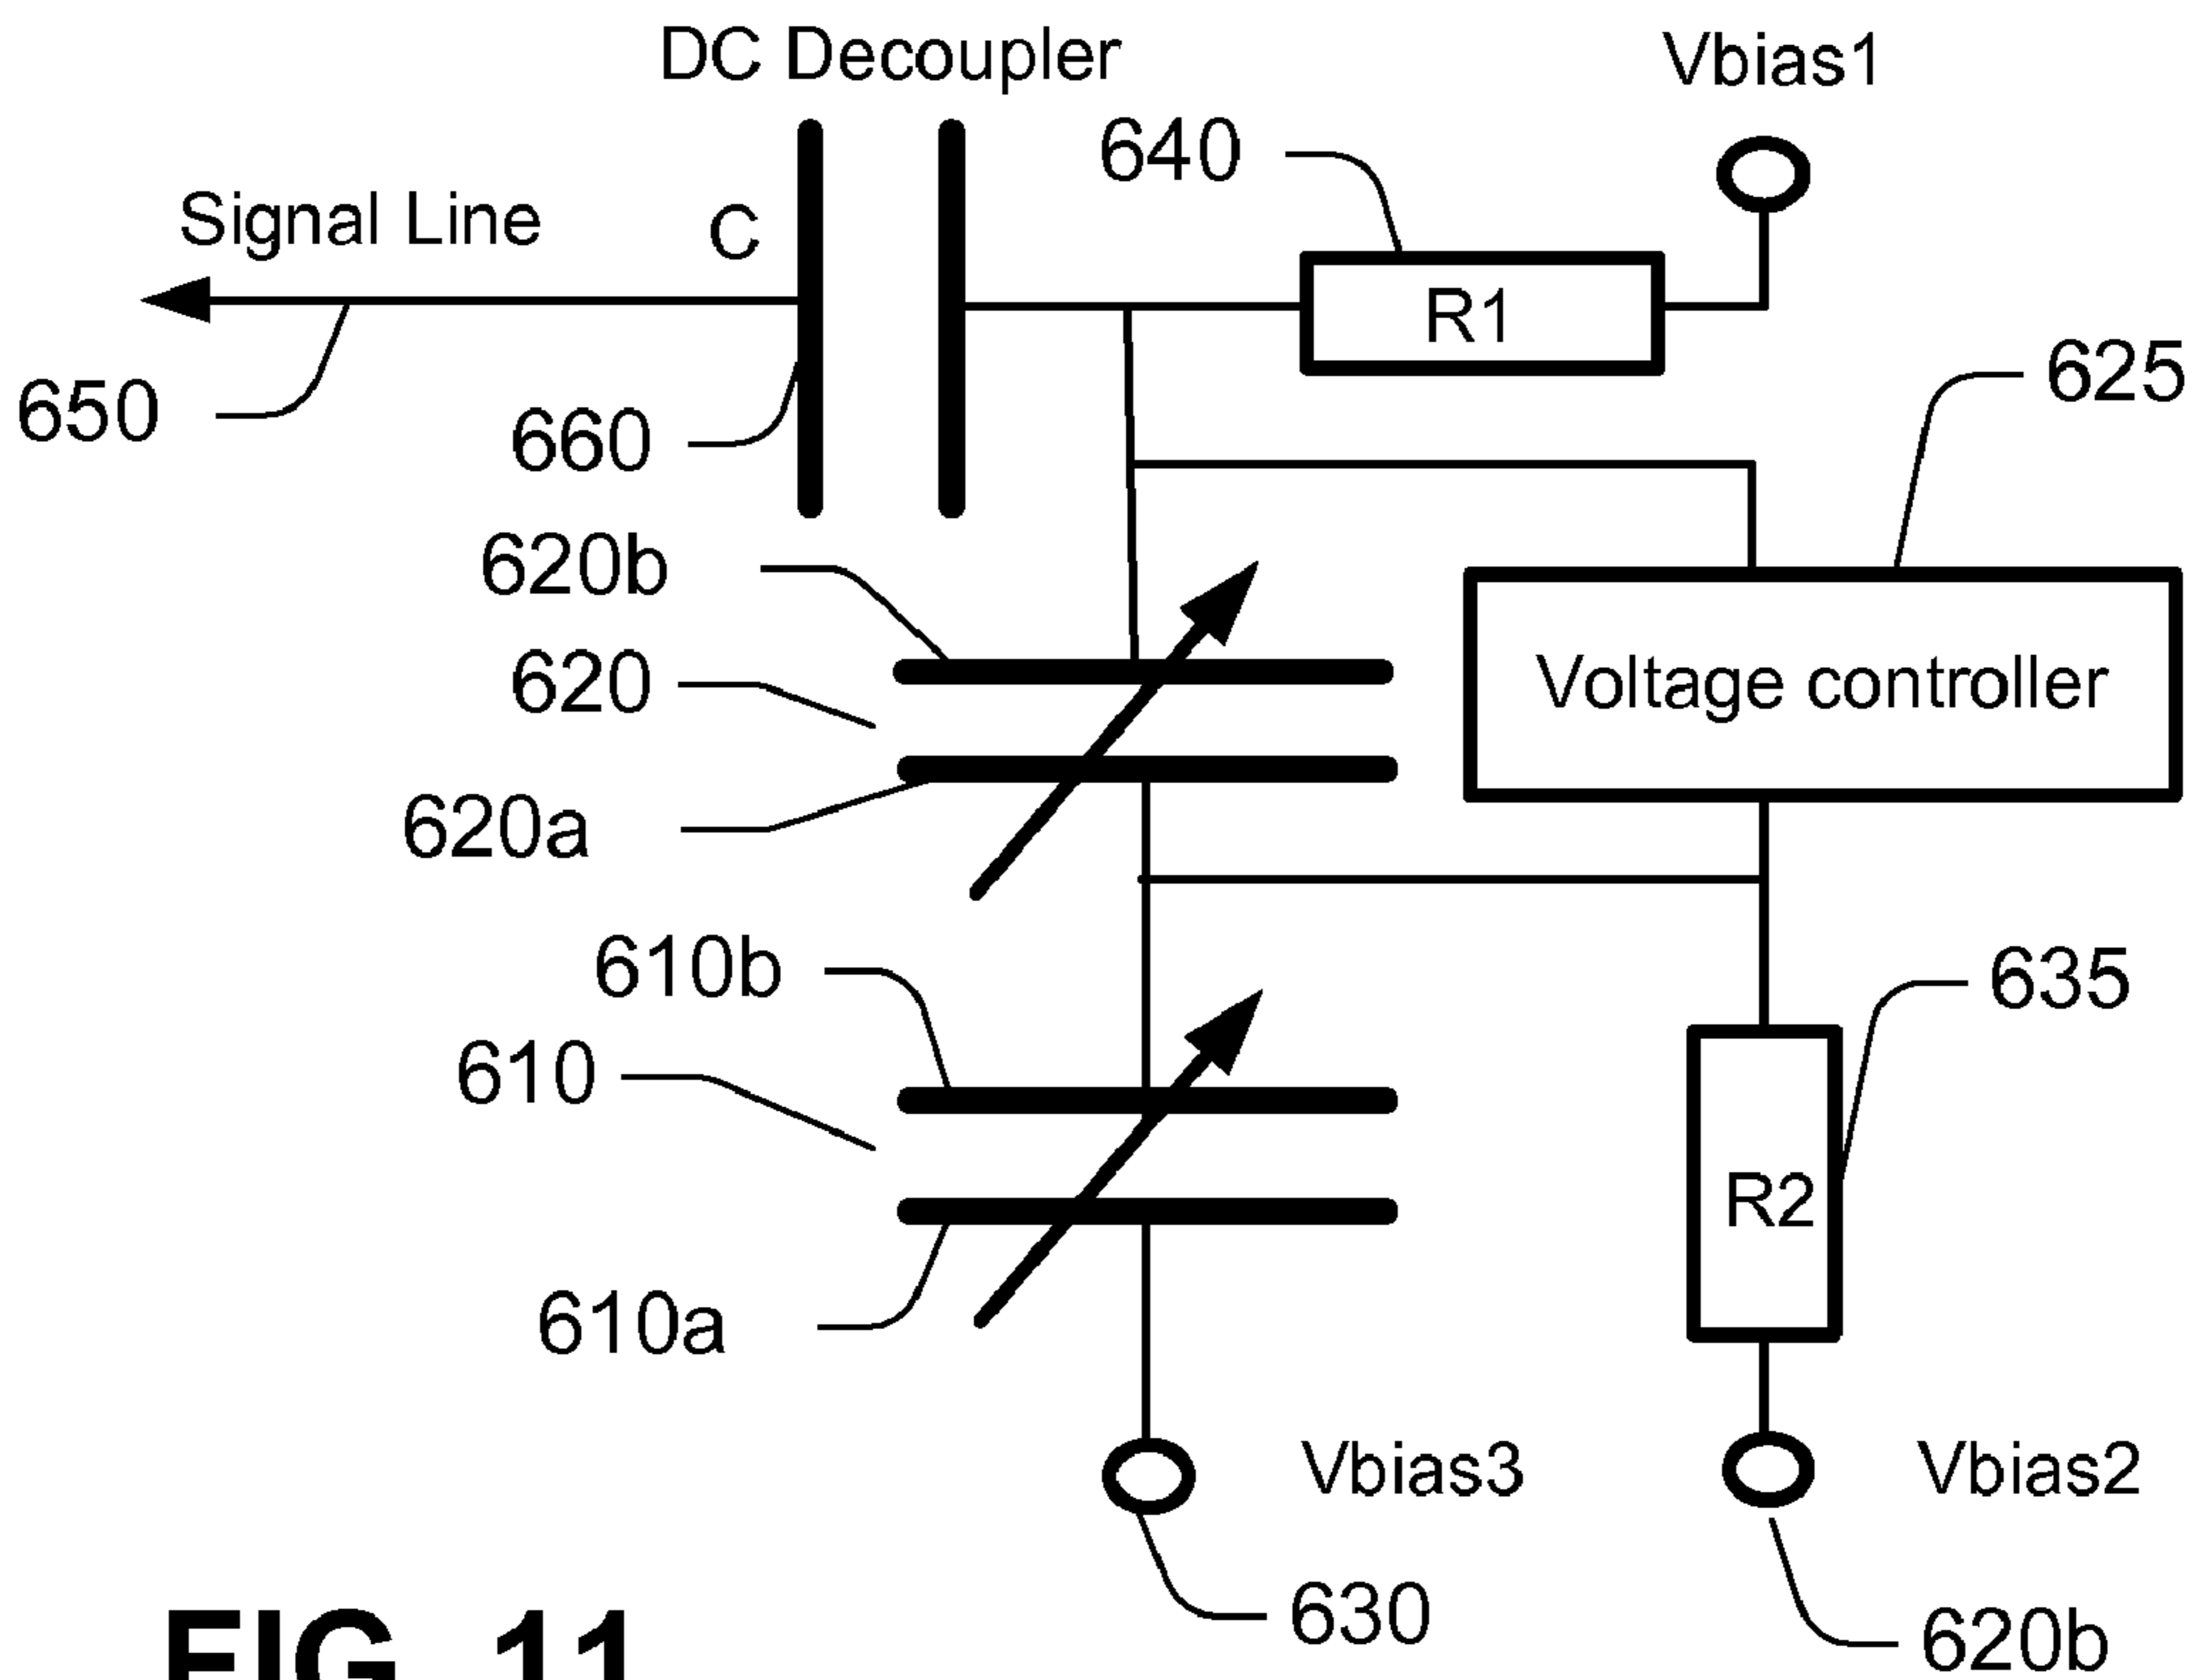 DC Decoupler
Vbias1
640
Signal Line
C
R1
625
650
660
620b
620
Voltage controller
620a
610b
635
610
R2
610a
Vbias3
Vbias2
630
620b
FIG. 11